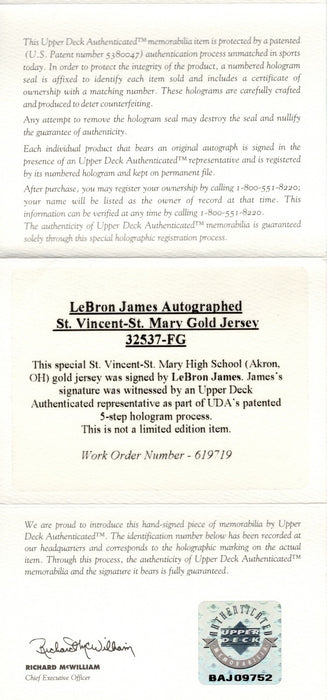 This Upper Deck Authenticated™ memorabilia item is protected by a patented
(U.S. Patent number 5380047) authentication process unmatched in sports
today. In order to protect the integrity of the product, a numbered hologram
seal is affixed to identify each item sold and includes a certificate of
ownership with a matching number. These holograms are carefully crafted
and produced to deter counterfeiting.
Any attempt to remove the hologram seal may destroy the seal and nullify
the guarantee of authenticity.
Each individual product that bears an original autograph is signed in the
presence of an Upper Deck Authenticated™ representative and is registered
by its numbered hologram and kept on permanent file.
After purchase, you may register your ownership by calling 1-800-551-8220;
your name will be listed as the owner of record at that time. This
information can be verified at any time by calling 1-800-551-8220.
The authenticity of Upper Deck Authenticated™ memorabilia is guaranteed
solely through this special holographic registration process.
LeBron James Autographed
St. Vincent-St. Mary Gold Jersey
32537-FG
This special St. Vincent-St. Mary High School (Akron,
OH) gold jersey was signed by LeBron James. James's
signature was witnessed by an Upper Deck
Authenticated representative as part of UDA's patented
5-step hologram process.
This is not a limited edition item.
Work Order Number - 619719
We are proud to introduce this hand-signed piece of memorabilia by Upper
Deck Authenticated™. The identification number below has been recorded at
our headquarters and corresponds to the holographic marking on the actual
item. Through this process, the authenticity of Upper Deck Authenticated™
memorabilia and the signature it bears is fully guaranteed.
Richard McWilliam
RICHARD McWILLIAM
Chief Executive Officer
AUTHENTICATED
UPPER
DECK
MEMORABILIA
BAJ09752